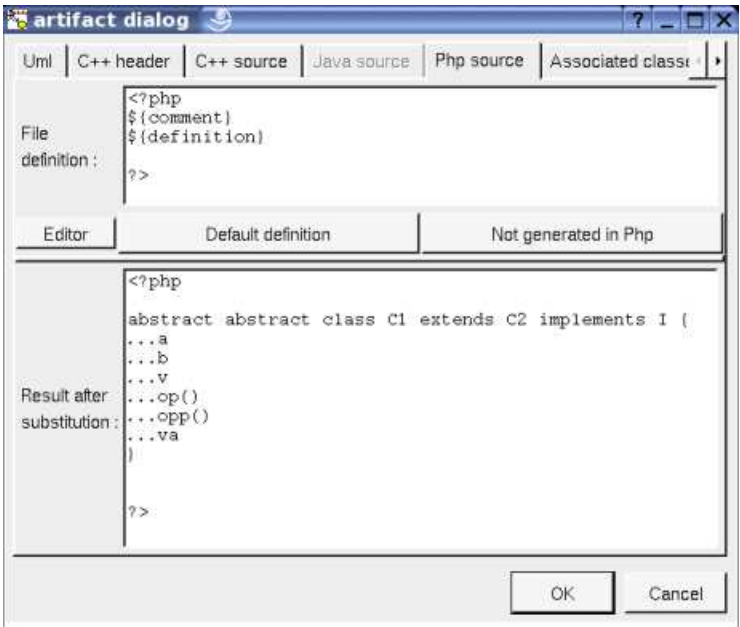 artifact dialog
Uml C++ header C++ source Java source Php source Associated classe
File
definition :
<?php
${comment}
${definition}
?>
Editor Default definition Not generated in Php
Result after
substitution :
<?php
abstract abstract class C1 extends C2 implements I {
...a
...b
...v
...op()
...opp()
...va
}
?>
OK Cancel